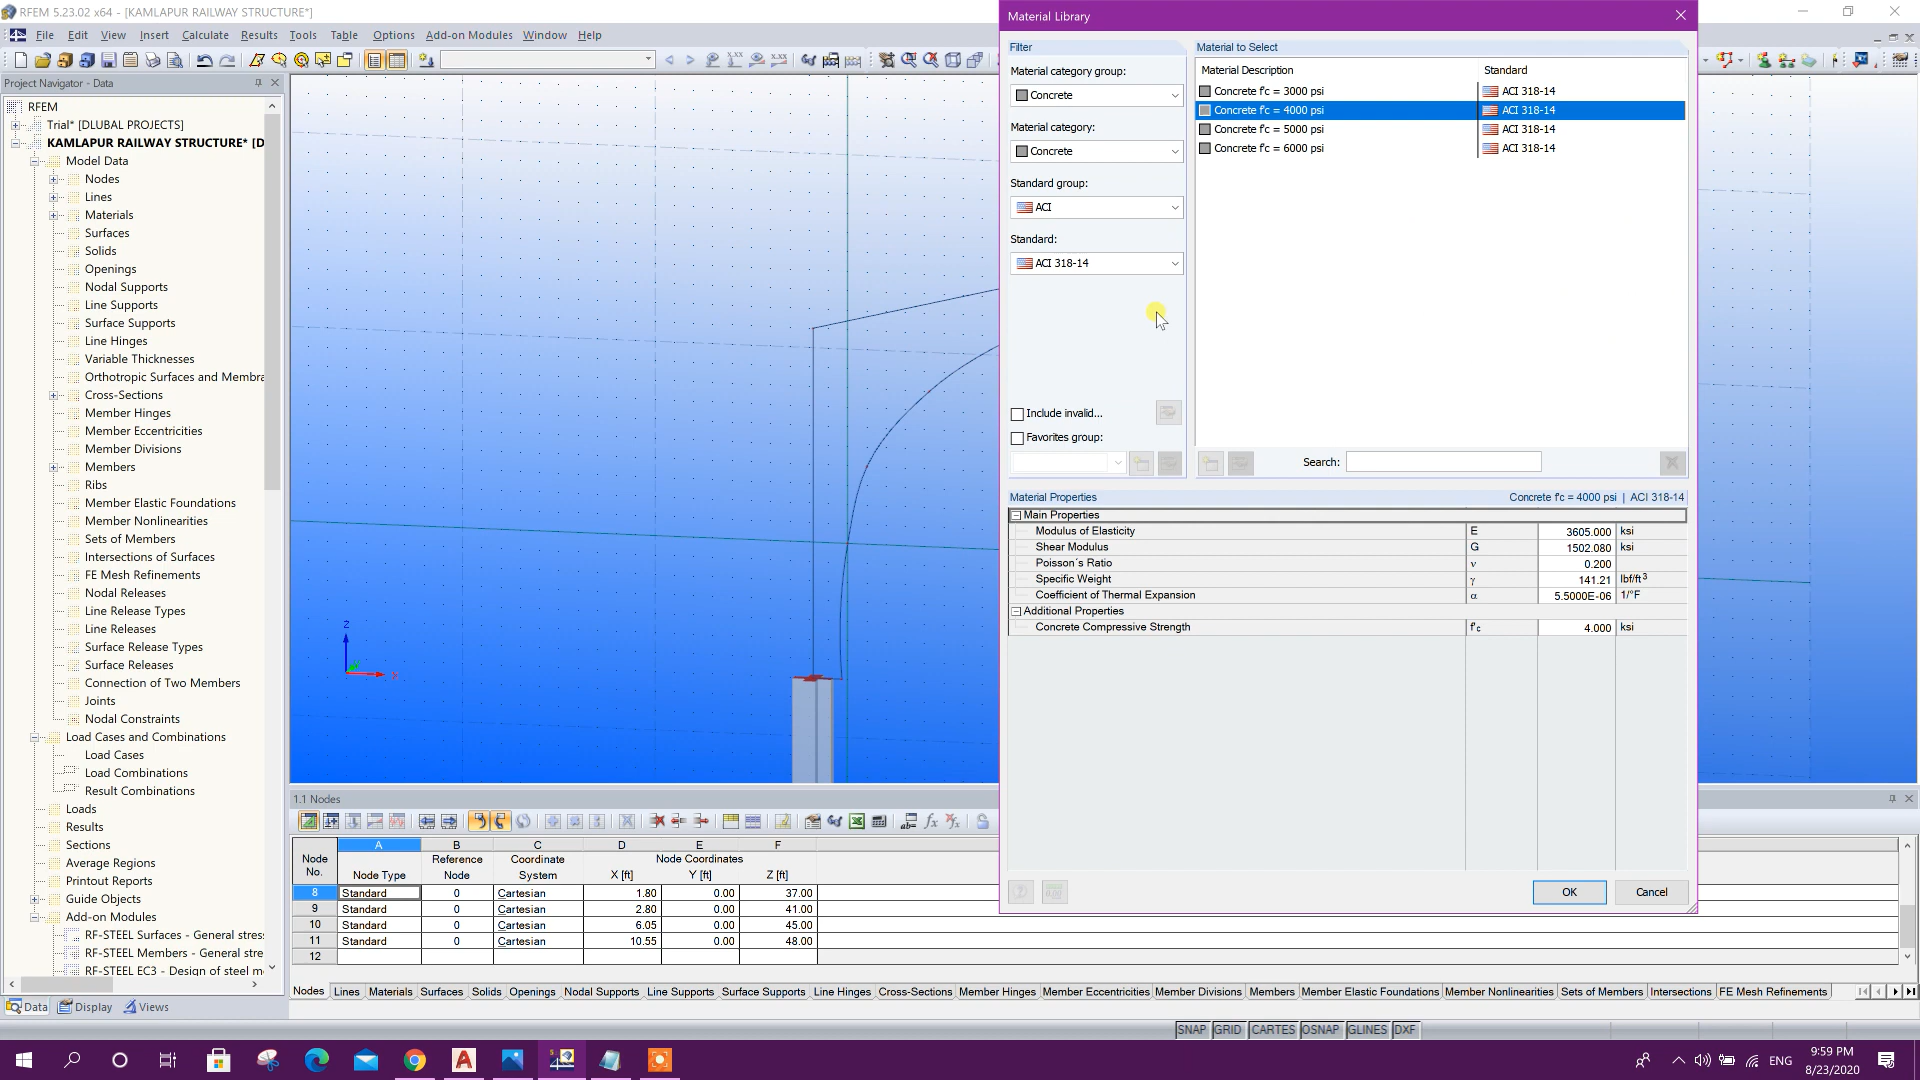 RFEM 5.23.02 x64 - [KAMLAPUR RAILWAY STRUCTURE*]
File Edit View Insert Calculate Results Tools Table Options Add-on Modules Window Help
Project Navigator - Data
RFEM
Trial* [DLUBAL PROJECTS]
KAMLAPUR RAILWAY STRUCTURE* [D
Model Data
Nodes
Lines
Materials
Surfaces
Solids
Openings
Nodal Supports
Line Supports
Surface Supports
Line Hinges
Variable Thicknesses
Orthotropic Surfaces and Membra
Cross-Sections
Member Hinges
Member Eccentricities
Member Divisions
Members
Ribs
Member Elastic Foundations
Member Nonlinearities
Sets of Members
Intersections of Surfaces
FE Mesh Refinements
Nodal Releases
Line Release Types
Line Releases
Surface Release Types
Surface Releases
Connection of Two Members
Joints
Nodal Constraints
Load Cases and Combinations
Load Cases
Load Combinations
Result Combinations
Loads
Results
Sections
Average Regions
Printout Reports
Guide Objects
Add-on Modules
RF-STEEL Surfaces - General stres:
RF-STEEL Members - General stre
RF-STEEL EC3 - Design of steel m
Data Display Views
Z
X
Material Library
Filter
Material category group:
Concrete
Material category:
Concrete
Standard group:
ACI
Standard:
ACI 318-14
Include invalid...
Favorites group:
Material to Select
Material Description Standard
Concrete f'c = 3000 psi ACI 318-14
Concrete f'c = 4000 psi ACI 318-14
Concrete f'c = 5000 psi ACI 318-14
Concrete f'c = 6000 psi ACI 318-14
Search:
Material Properties Concrete f'c = 4000 psi | ACI 318-14
Main Properties
Modulus of Elasticity E 3605.000 ksi
Shear Modulus G 1502.080 ksi
Poisson´s Ratio ν 0.200
Specific Weight γ 141.21 lbf/ft3
Coefficient of Thermal Expansion α 5.5000E-06 1/°F
Additional Properties
Concrete Compressive Strength f'c 4.000 ksi
OK Cancel
1.1 Nodes
A B C D E F
Node Reference Coordinate Node Coordinates
No. Node Type Node System X [ft] Y [ft] Z [ft]
8 Standard 0 Cartesian 1.80 0.00 37.00
9 Standard 0 Cartesian 2.80 0.00 41.00
10 Standard 0 Cartesian 6.05 0.00 45.00
11 Standard 0 Cartesian 10.55 0.00 48.00
12
Nodes Lines Materials Surfaces Solids Openings Nodal Supports Line Supports Surface Supports Line Hinges Cross-Sections Member Hinges Member Eccentricities Member Divisions Members Member Elastic Foundations Member Nonlinearities Sets of Members Intersections FE Mesh Refinements
SNAP GRID CARTES OSNAP GLINES DXF
ENG
9:59 PM
8/23/2020